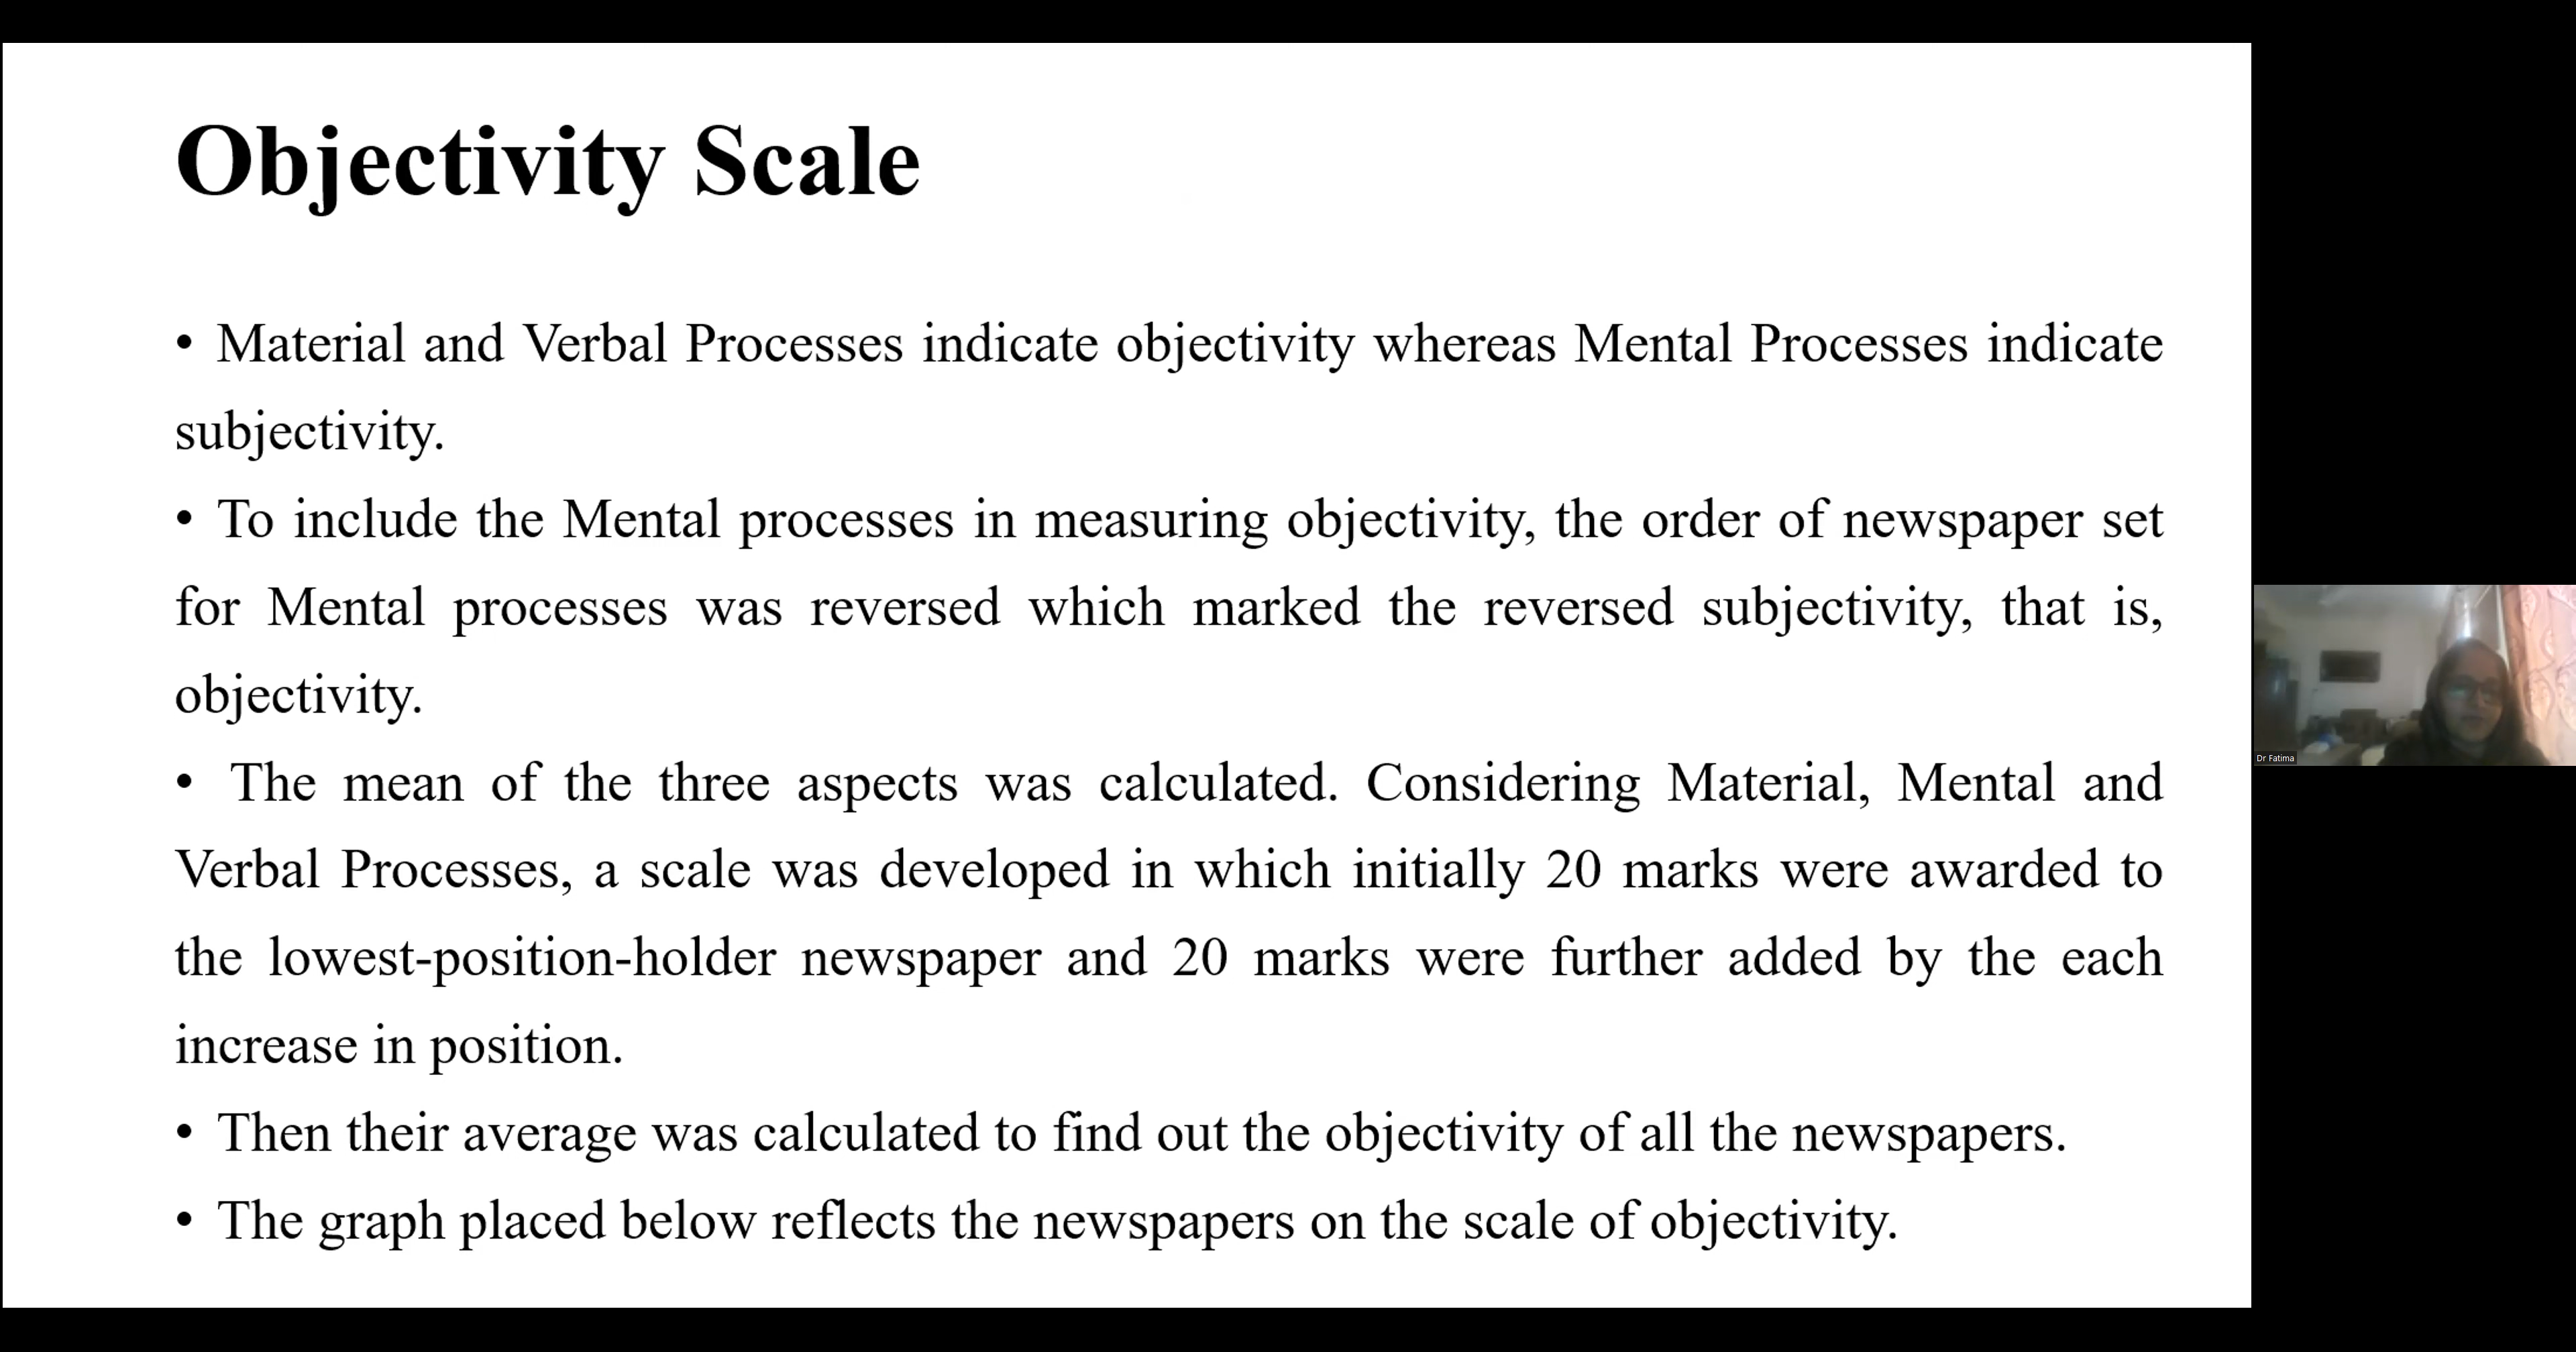 Objectivity Scale
• Material and Verbal Processes indicate objectivity whereas Mental Processes indicate
subjectivity.
• To include the Mental processes in measuring objectivity, the order of newspaper set
for Mental processes was reversed which marked the reversed subjectivity, that is,
objectivity.
• The mean of the three aspects was calculated. Considering Material, Mental and
Verbal Processes, a scale was developed in which initially 20 marks were awarded to
the lowest-position-holder newspaper and 20 marks were further added by the each
increase in position.
• Then their average was calculated to find out the objectivity of all the newspapers.
• The graph placed below reflects the newspapers on the scale of objectivity.
Dr Fatima